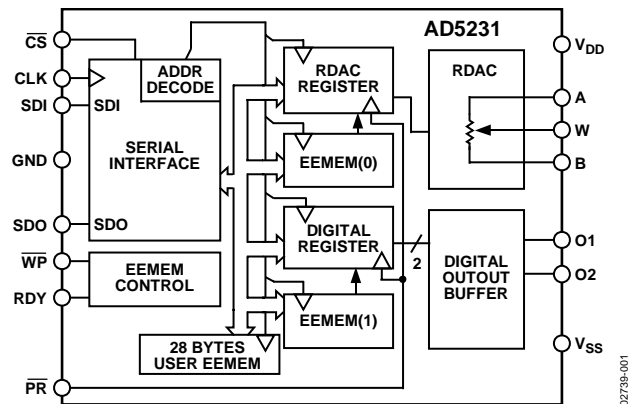 AD5231
CS
CLK
SDI
GND
SDO
WP
RDY
PR
ADDR
DECODE
SDI
SERIAL
INTERFACE
SDO
EEMEM
CONTROL
28 BYTES
USER EEMEM
RDAC
REGISTER
EEMEM(0)
DIGITAL
REGISTER
EEMEM(1)
2
RDAC
DIGITAL
OUTOUT
BUFFER
VDD
A
W
B
O1
O2
VSS
02739-001